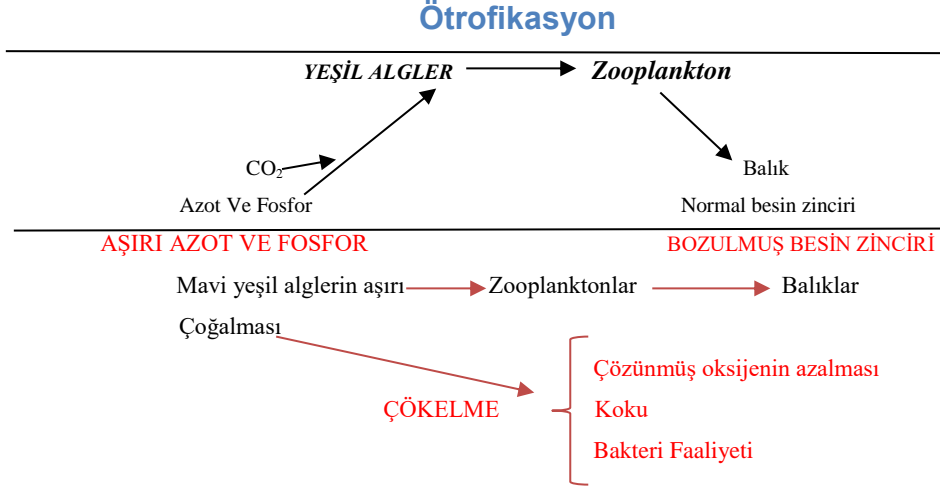 Ötrofikasyon
YEŞİL ALGLER Zooplankton
CO2 Balık
Azot Ve Fosfor Normal besin zinciri
AŞIRI AZOT VE FOSFOR BOZULMUŞ BESİN ZİNCİRİ
Mavi yeşil alglerin aşırı Zooplanktonlar Balıklar
Çoğalması
Çözünmüş oksijenin azalması
ÇÖKELME Koku
Bakteri Faaliyeti